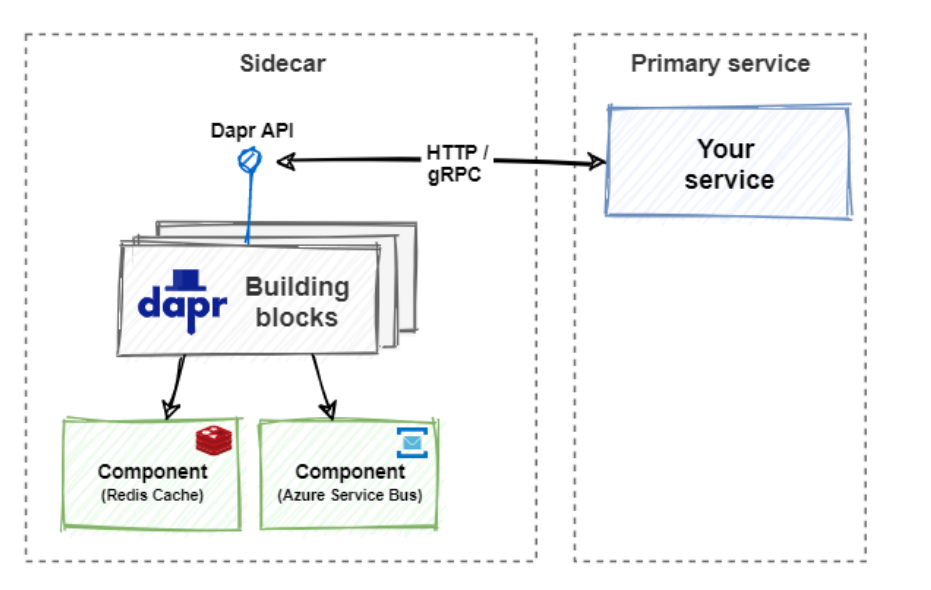 Sidecar
Primary service
Dapr API
HTTP /
gRPC
Your
service
dapr
Building
blocks
Component
(Redis Cache)
Component
(Azure Service Bus)